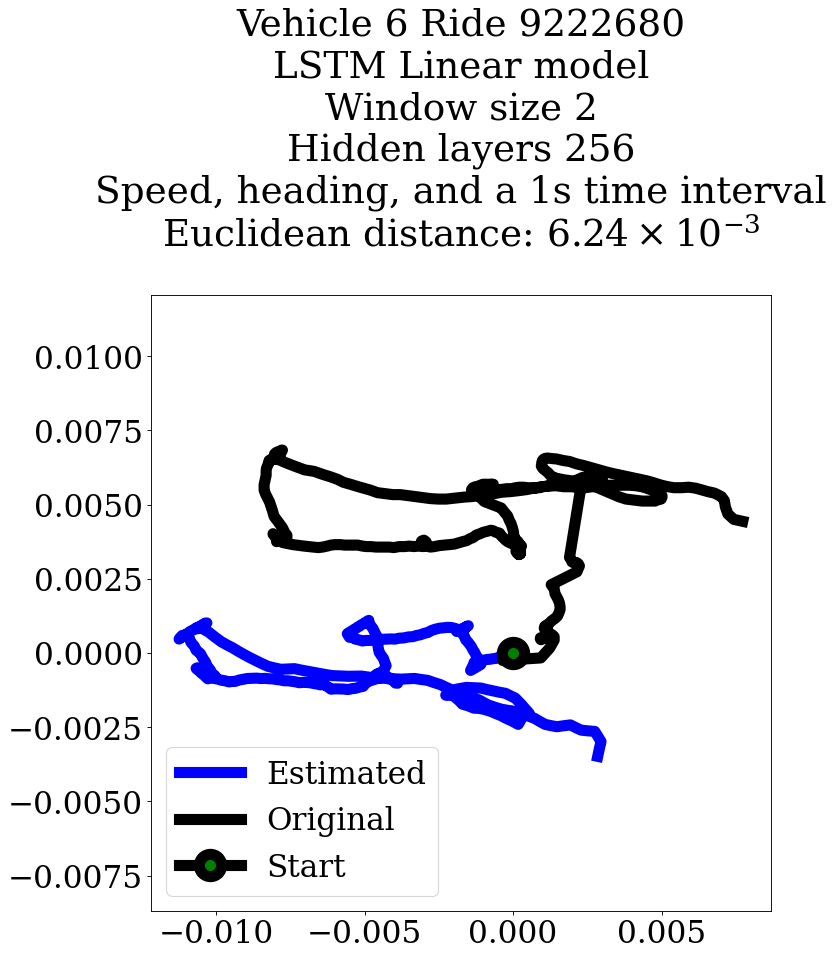 Vehicle 6 Ride 9222680
LSTM Linear model
Window size 2
Hidden layers 256
Speed, heading, and a 1s time interval
Euclidean distance: 6.24 × 10⁻³
0.0100
0.0075
0.0050
0.0025
0.0000
−0.0025
−0.0050
−0.0075
Estimated
Original
Start
−0.010 −0.005 0.000 0.005